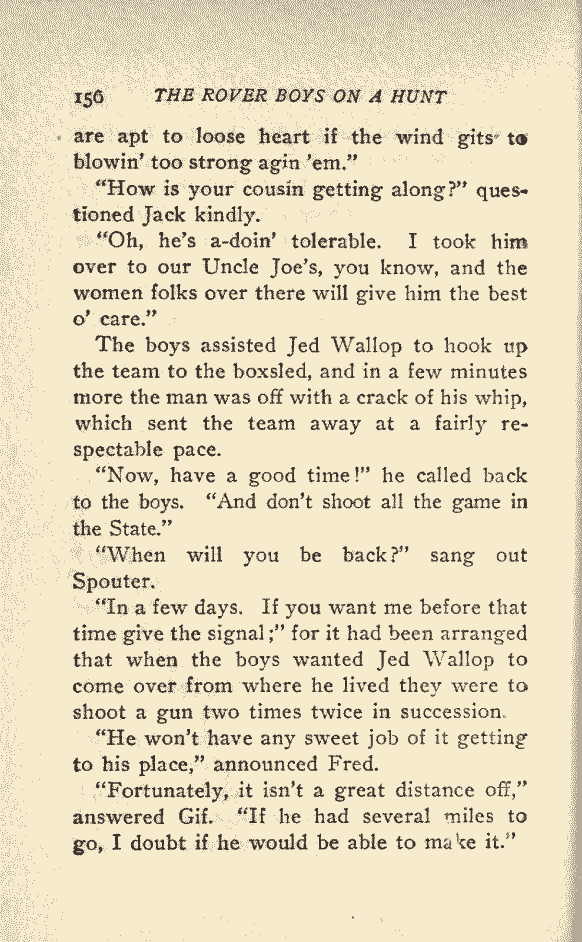 156 THE ROVER BOYS ON A HUNT
are apt to loose heart if the wind gits to
blowin' too strong agin 'em."
"How is your cousin getting along?" ques-
tioned Jack kindly.
"Oh, he's a-doin' tolerable. I took him
over to our Uncle Joe's, you know, and the
women folks over there will give him the best
o' care."
The boys assisted Jed Wallop to hook up
the team to the boxsled, and in a few minutes
more the man was off with a crack of his whip,
which sent the team away at a fairly re-
spectable pace.
"Now, have a good time!" he called back
to the boys. "And don't shoot all the game in
the State."
"When will you be back?" sang out
Spouter.
"In a few days. If you want me before that
time give the signal;" for it had been arranged
that when the boys wanted Jed Wallop to
come over from where he lived they were to
shoot a gun two times twice in succession.
"He won't have any sweet job of it getting
to his place," announced Fred.
"Fortunately, it isn't a great distance off,"
answered Gif. "If he had several miles to
go, I doubt if he would be able to make it."